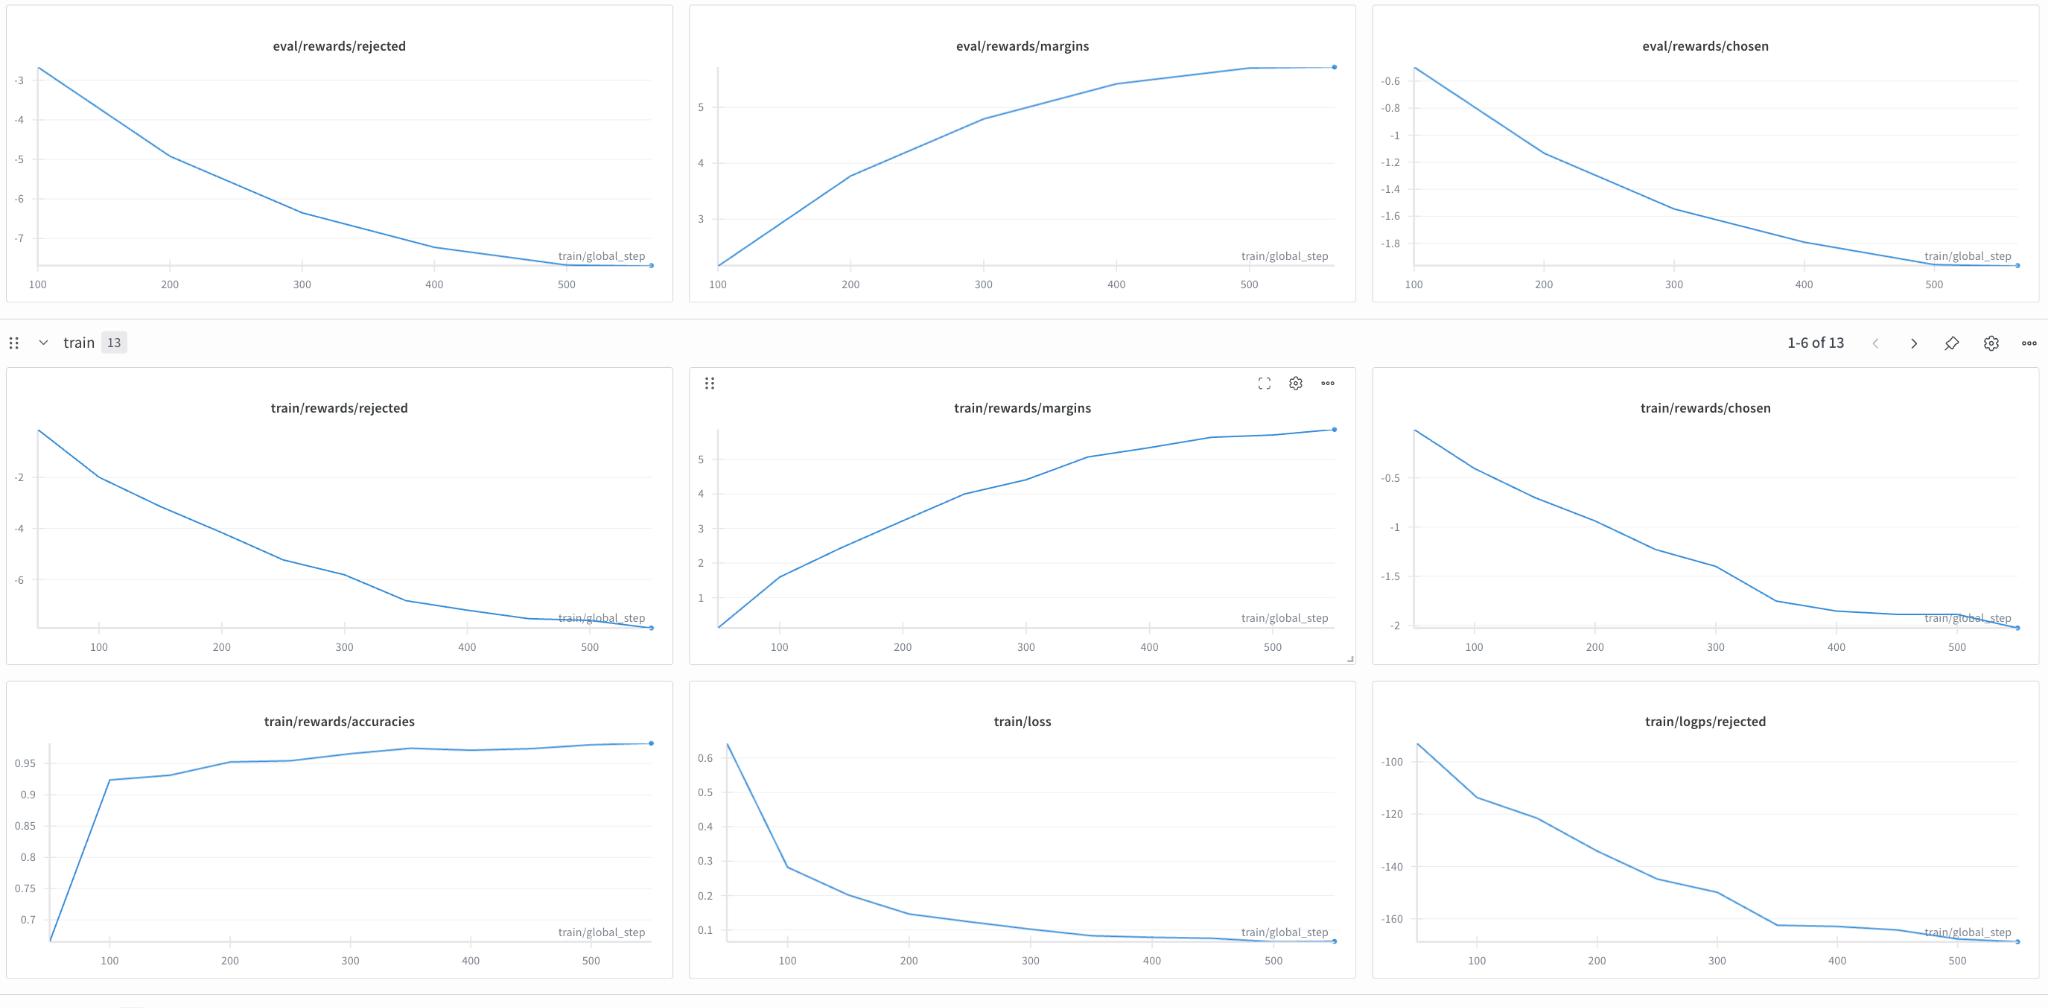 eval/rewards/rejected
-3
-4
-5
-6
-7
train/global_step
100 200 300 400 500
eval/rewards/margins
5
4
3
train/global_step
100 200 300 400 500
eval/rewards/chosen
-0.6
-0.8
-1
-1.2
-1.4
-1.6
-1.8
train/global_step
100 200 300 400 500
train 13
1-6 of 13
train/rewards/rejected
-2
-4
-6
train/global_step
100 200 300 400 500
train/rewards/margins
5
4
3
2
1
train/global_step
100 200 300 400 500
train/rewards/chosen
-0.5
-1
-1.5
-2
train/global_step
100 200 300 400 500
train/rewards/accuracies
0.95
0.9
0.85
0.8
0.75
0.7
train/global_step
100 200 300 400 500
train/loss
0.6
0.5
0.4
0.3
0.2
0.1
train/global_step
100 200 300 400 500
train/logps/rejected
-100
-120
-140
-160
train/global_step
100 200 300 400 500